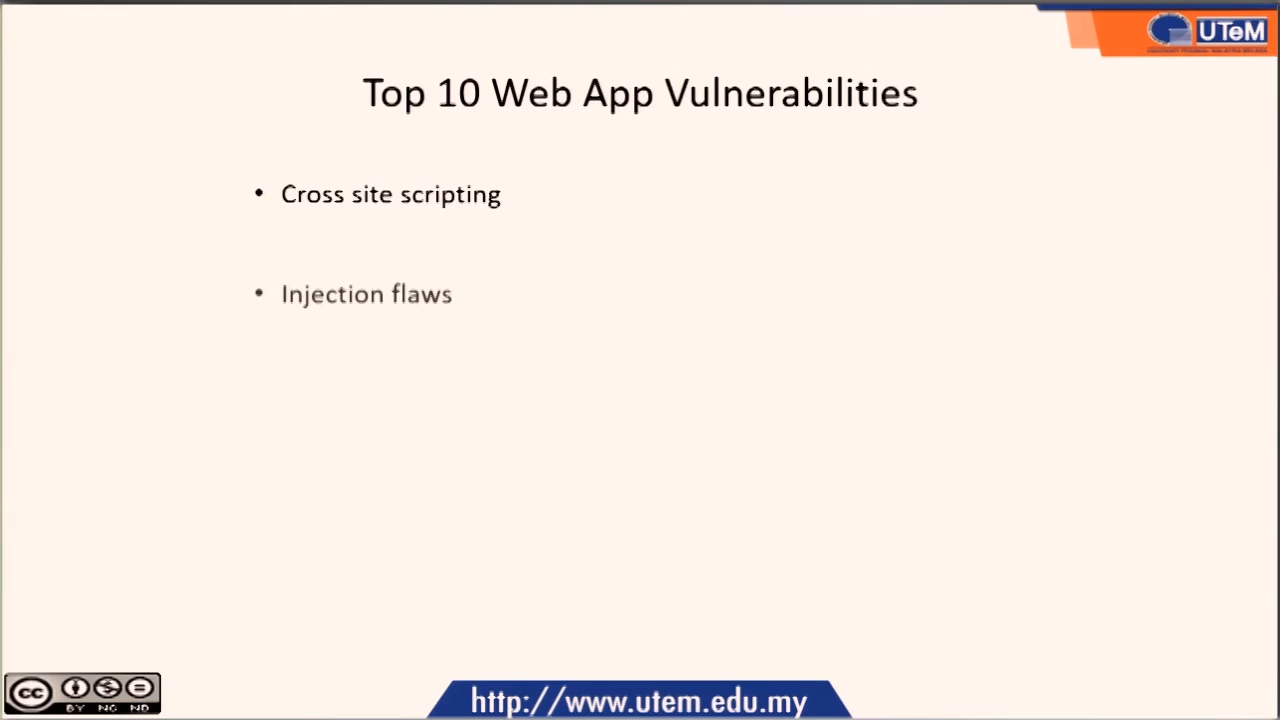 UTeM
Top 10 Web App Vulnerabilities
• Cross site scripting
• Injection flaws
cc
BY NC ND
http://www.utem.edu.my